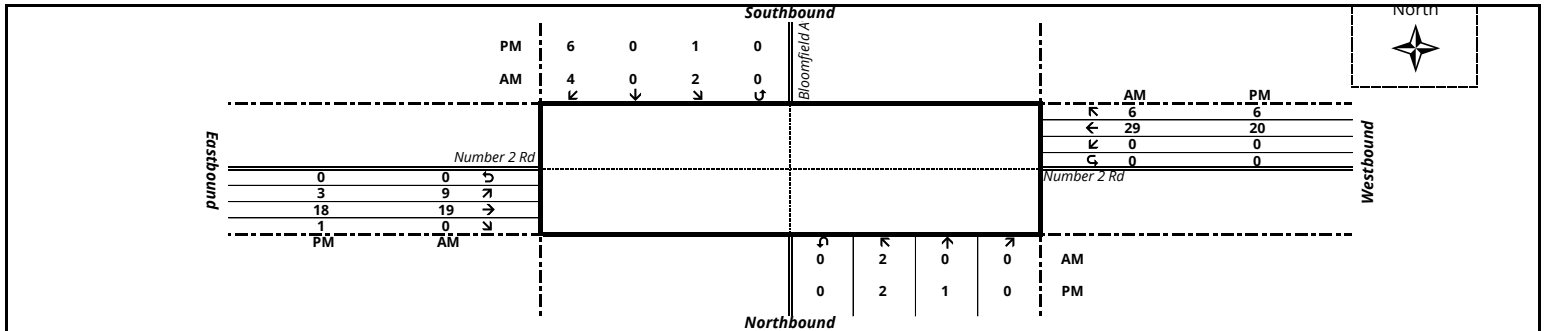 Southbound
North
PM 6 0 1 0
Bloomfield A
AM 4 0 2 0
AM PM
6 6
29 20
0 0
0 0
Eastbound
Westbound
Number 2 Rd
Number 2 Rd
0 0
3 9
18 19
1 0
PM AM
0 2 0 0 AM
0 2 1 0 PM
Northbound